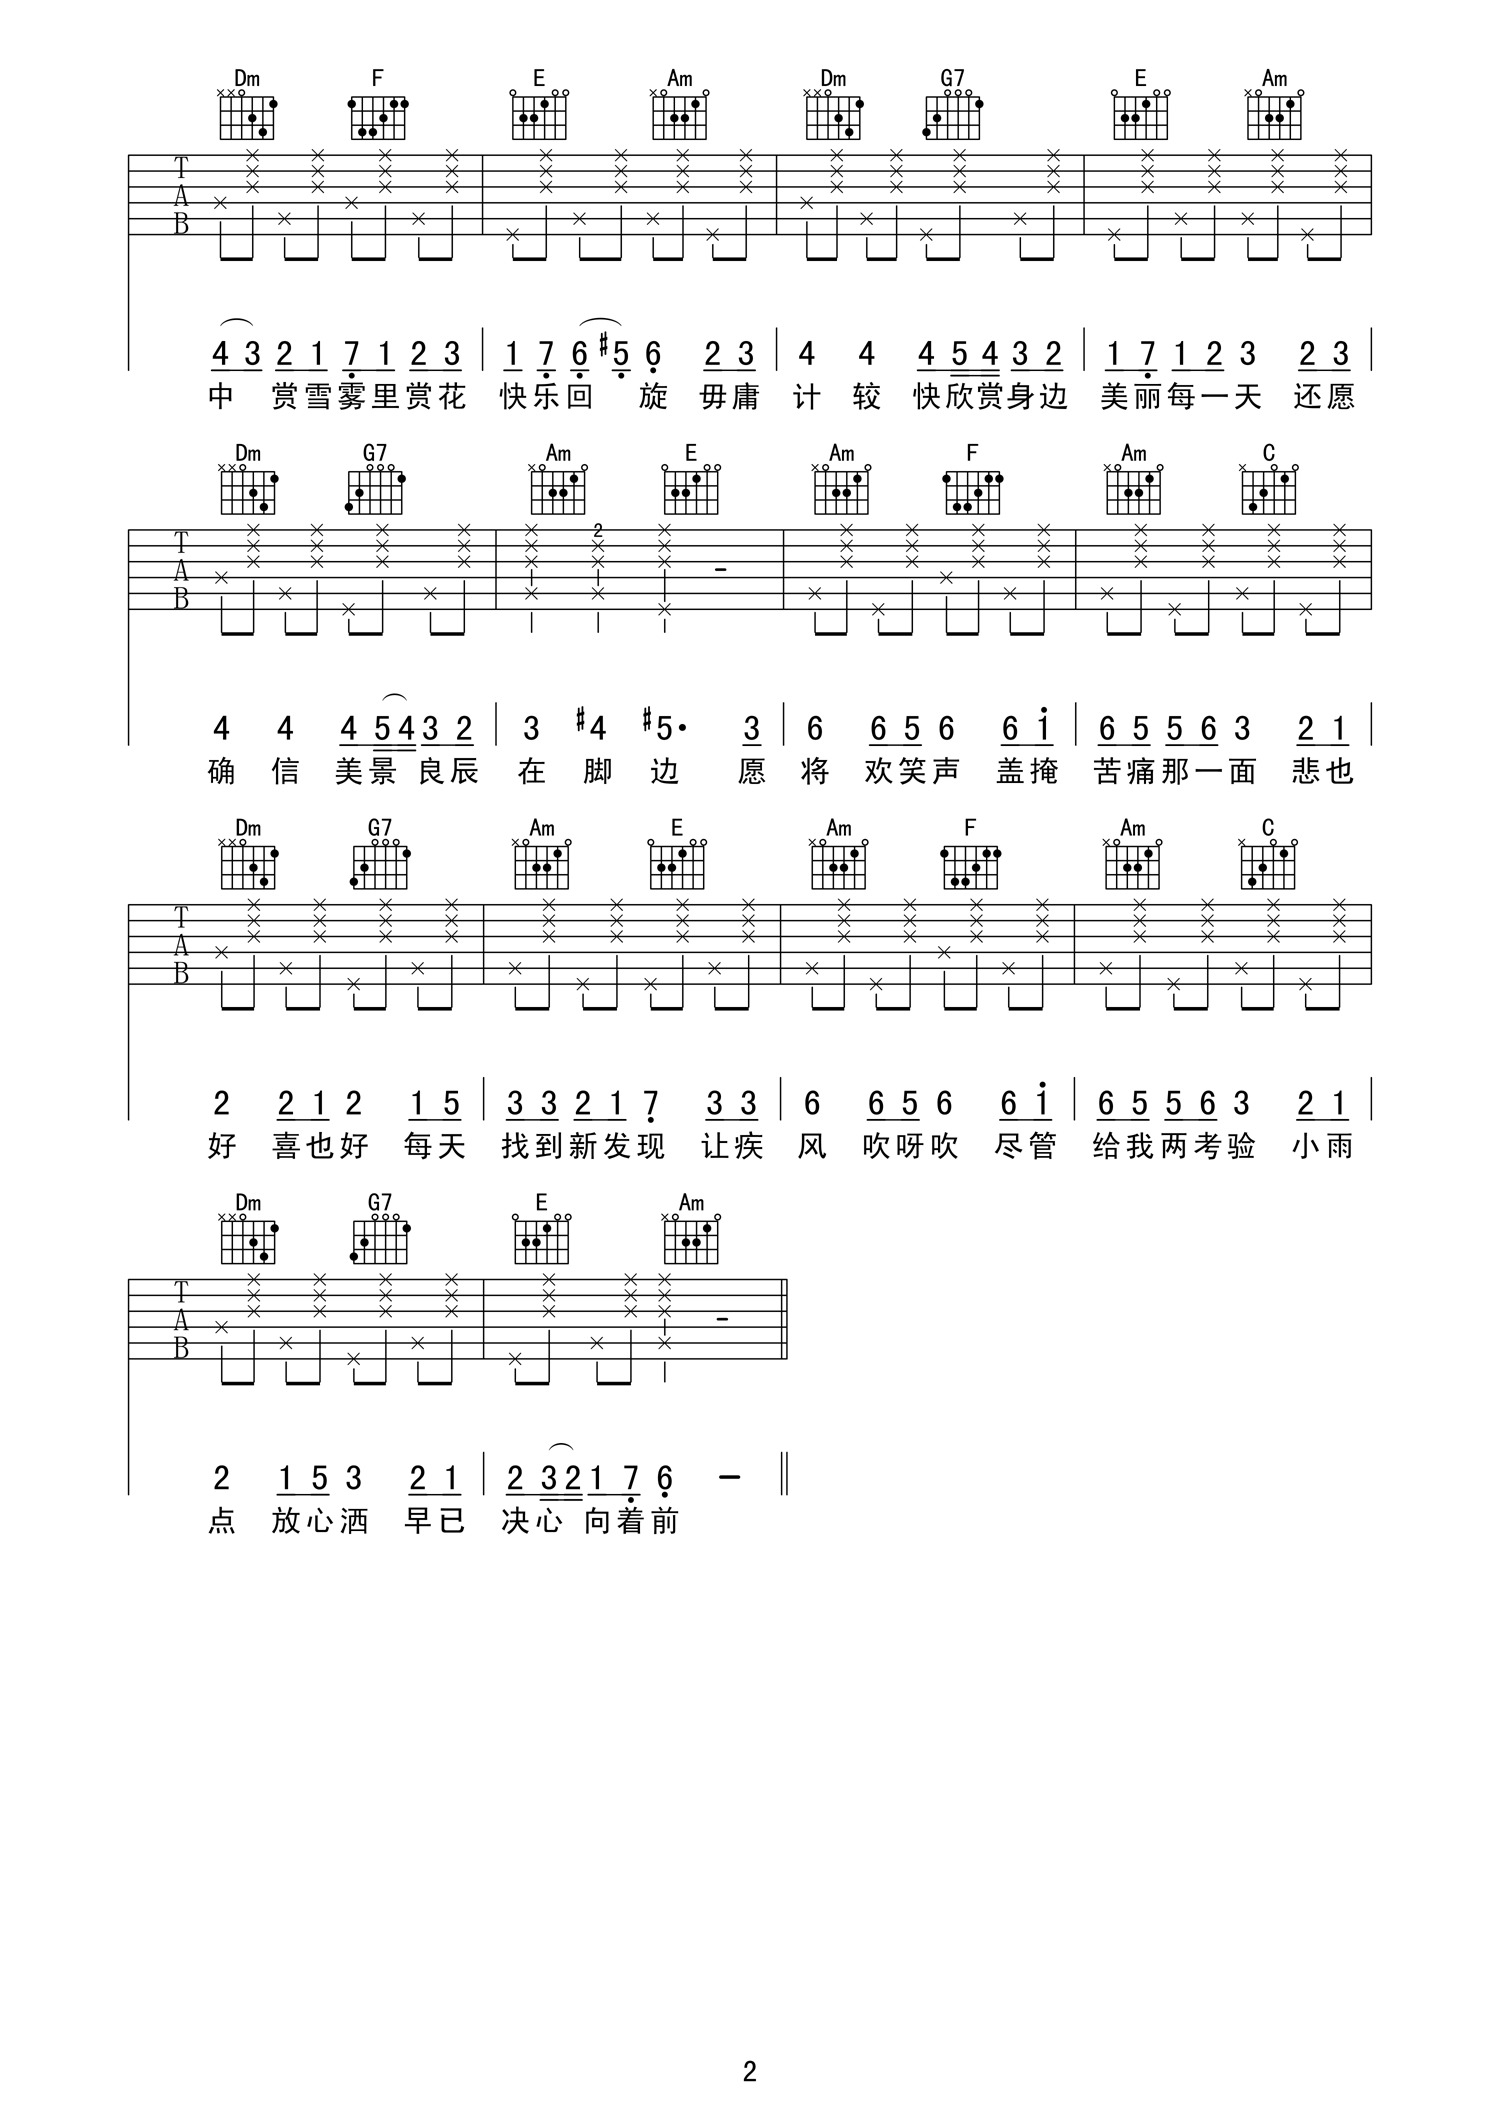 Dm F E Am Dm G7 E Am
T
A
B
4 3 2 1 7 1 2 3 1 7 6 #5 6 2 3 4 4 4 5 4 3 2 1 7 1 2 3 2 3
中 赏雪雾里赏花 快乐回 旋 毋庸 计 较 快欣赏身边 美丽每一天 还愿
Dm G7 Am E Am F Am C
T
A
B
2
4 4 4 5 4 3 2 3 #4 #5· 3 6 6 5 6 6 1 6 5 5 6 3 2 1
确 信 美景 良辰 在 脚 边 愿 将 欢笑声 盖掩 苦痛那一面 悲也
Dm G7 Am E Am F Am C
T
A
B
2 2 1 2 1 5 3 3 2 1 7 3 3 6 6 5 6 6 1 6 5 5 6 3 2 1
好 喜也好 每天 找到新发现 让疾 风 吹呀吹 尽管 给我两考验 小雨
Dm G7 E Am
T
A
B
2 1 5 3 2 1 2 3 2 1 7 6 –
点 放心洒 早已 决心 向着前
2